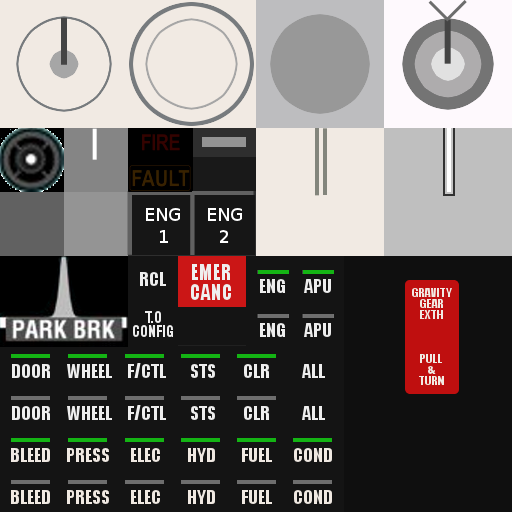 FIRE
FAULT
ENG ENG
1 2
PARK BRK
RCL
EMER
CANC
T.O
CONFIG
ENG APU
ENG APU
GRAVITY
GEAR
EXTH
PULL
&
TURN
DOOR WHEEL F/CTL STS CLR ALL
DOOR WHEEL F/CTL STS CLR ALL
BLEED PRESS ELEC HYD FUEL COND
BLEED PRESS ELEC HYD FUEL COND